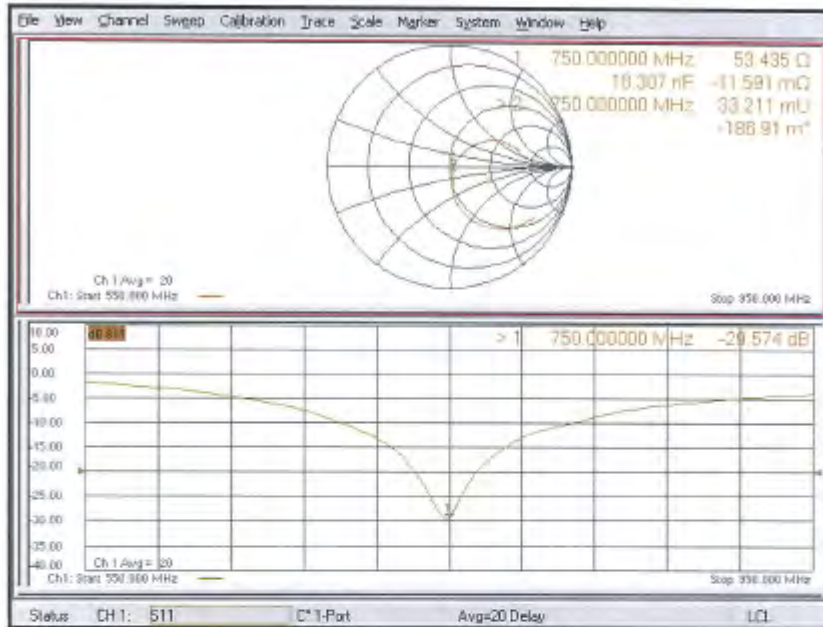 File View Channel Sweep Calibration Trace Scale Marker System Window Help
1 750.000000 MHz 53.435 Ω
18.307 nF -11.591 mΩ
> 2 750.000000 MHz 33.211 mU
-186.91 m°
Ch 1 Avg = 20
Ch1: Start 550.000 MHz Stop 950.000 MHz
10.00 dB S11 > 1 750.000000 MHz -29.574 dB
5.00
0.00
-5.00
-10.00
-15.00
-20.00
-25.00
-30.00 1
-35.00
-40.00 Ch 1 Avg = 20
Ch1: Start 550.000 MHz Stop 950.000 MHz
Status CH 1: S11 C* 1-Port Avg=20 Delay LCL